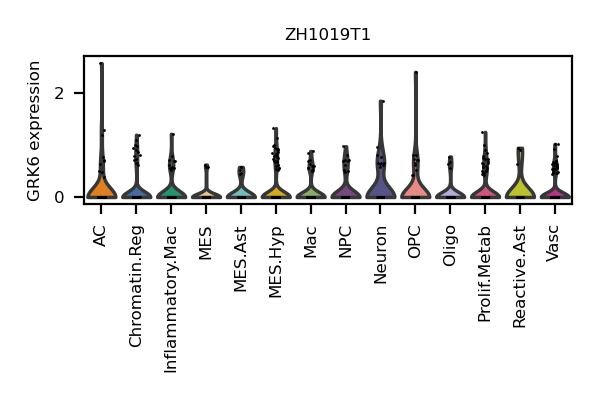 ZH1019T1
GRK6 expression
2
0
AC
Chromatin.Reg
Inflammatory.Mac
MES
MES.Ast
MES.Hyp
Mac
NPC
Neuron
OPC
Oligo
Prolif.Metab
Reactive.Ast
Vasc